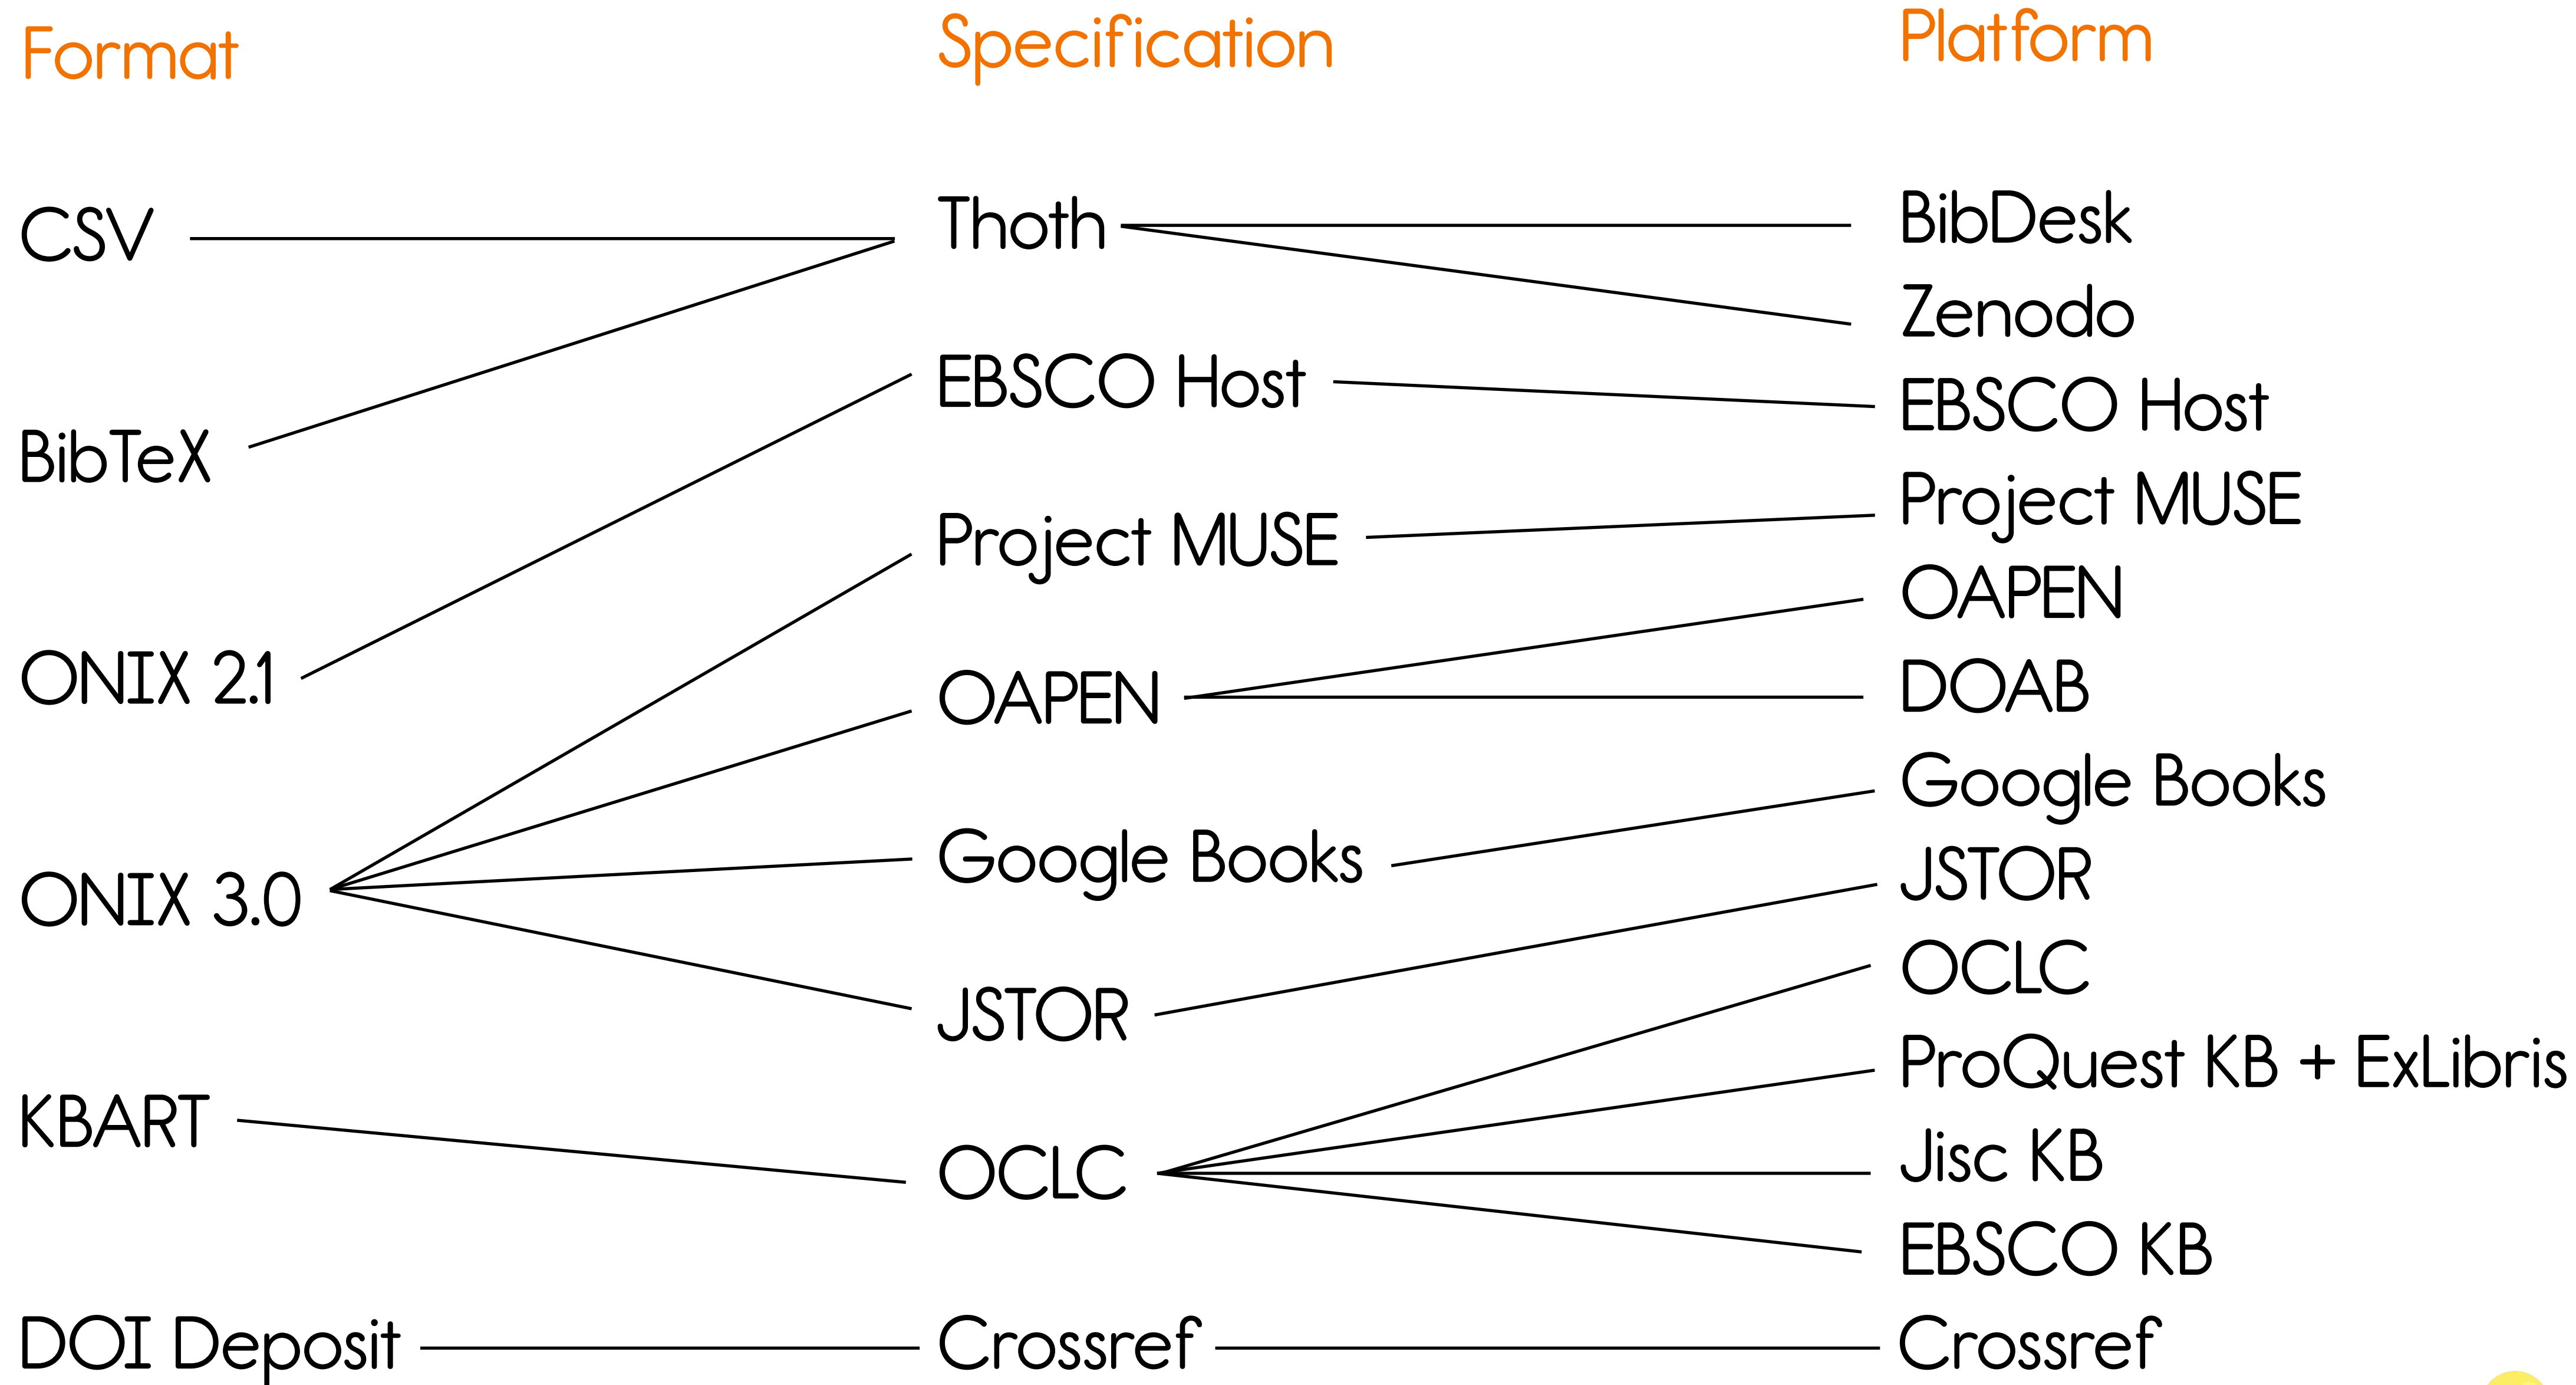 Format
Specification
Platform
CSV
BibTeX
ONIX 2.1
ONIX 3.0
KBART
DOI Deposit
Thoth
EBSCO Host
Project MUSE
OAPEN
Google Books
JSTOR
OCLC
Crossref
BibDesk
Zenodo
EBSCO Host
Project MUSE
OAPEN
DOAB
Google Books
JSTOR
OCLC
ProQuest KB + ExLibris
Jisc KB
EBSCO KB
Crossref